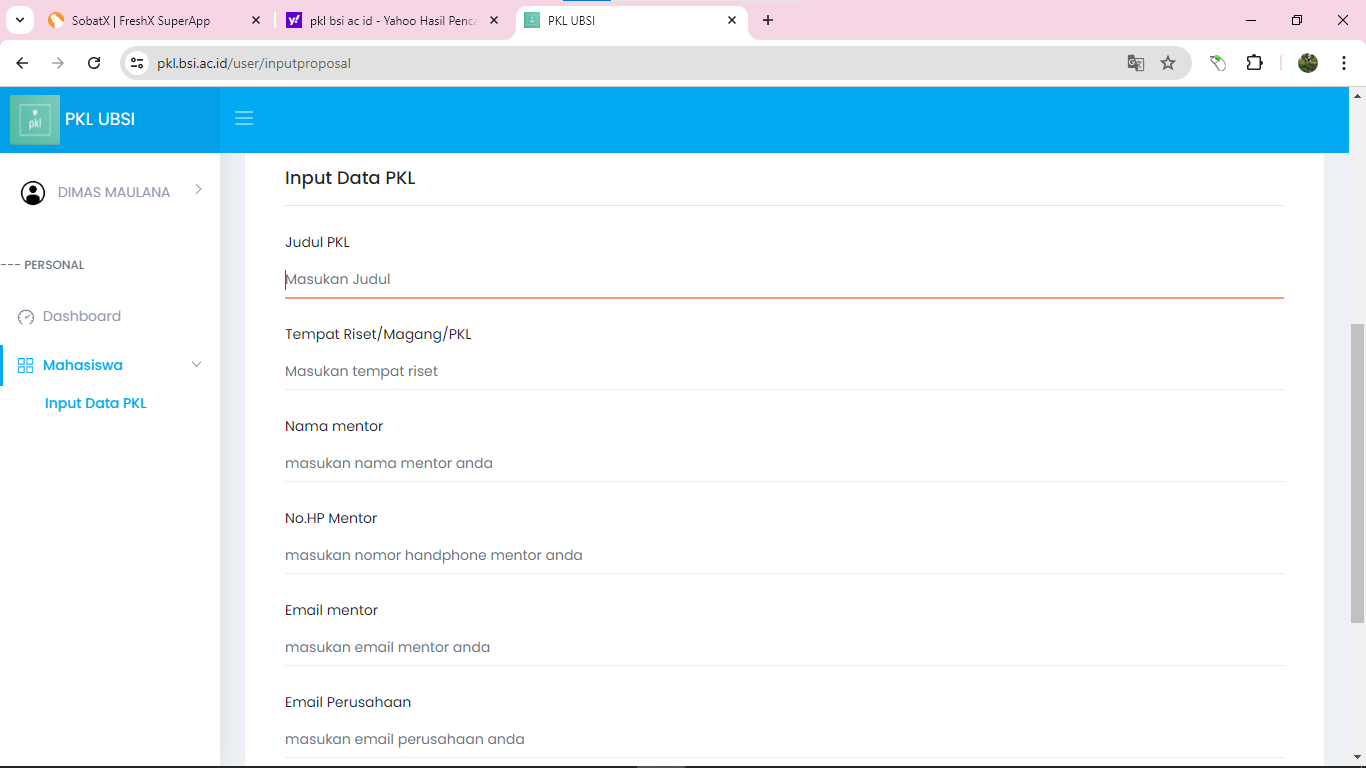 SobatX | FreshX SuperApp
pkl bsi ac id - Yahoo Hasil Penca
PKL UBSI
pkl.bsi.ac.id/user/inputproposal
pkl
PKL UBSI
DIMAS MAULANA
--- PERSONAL
Dashboard
Mahasiswa
Input Data PKL
Input Data PKL
Judul PKL
Masukan Judul
Tempat Riset/Magang/PKL
Masukan tempat riset
Nama mentor
masukan nama mentor anda
No.HP Mentor
masukan nomor handphone mentor anda
Email mentor
masukan email mentor anda
Email Perusahaan
masukan email perusahaan anda